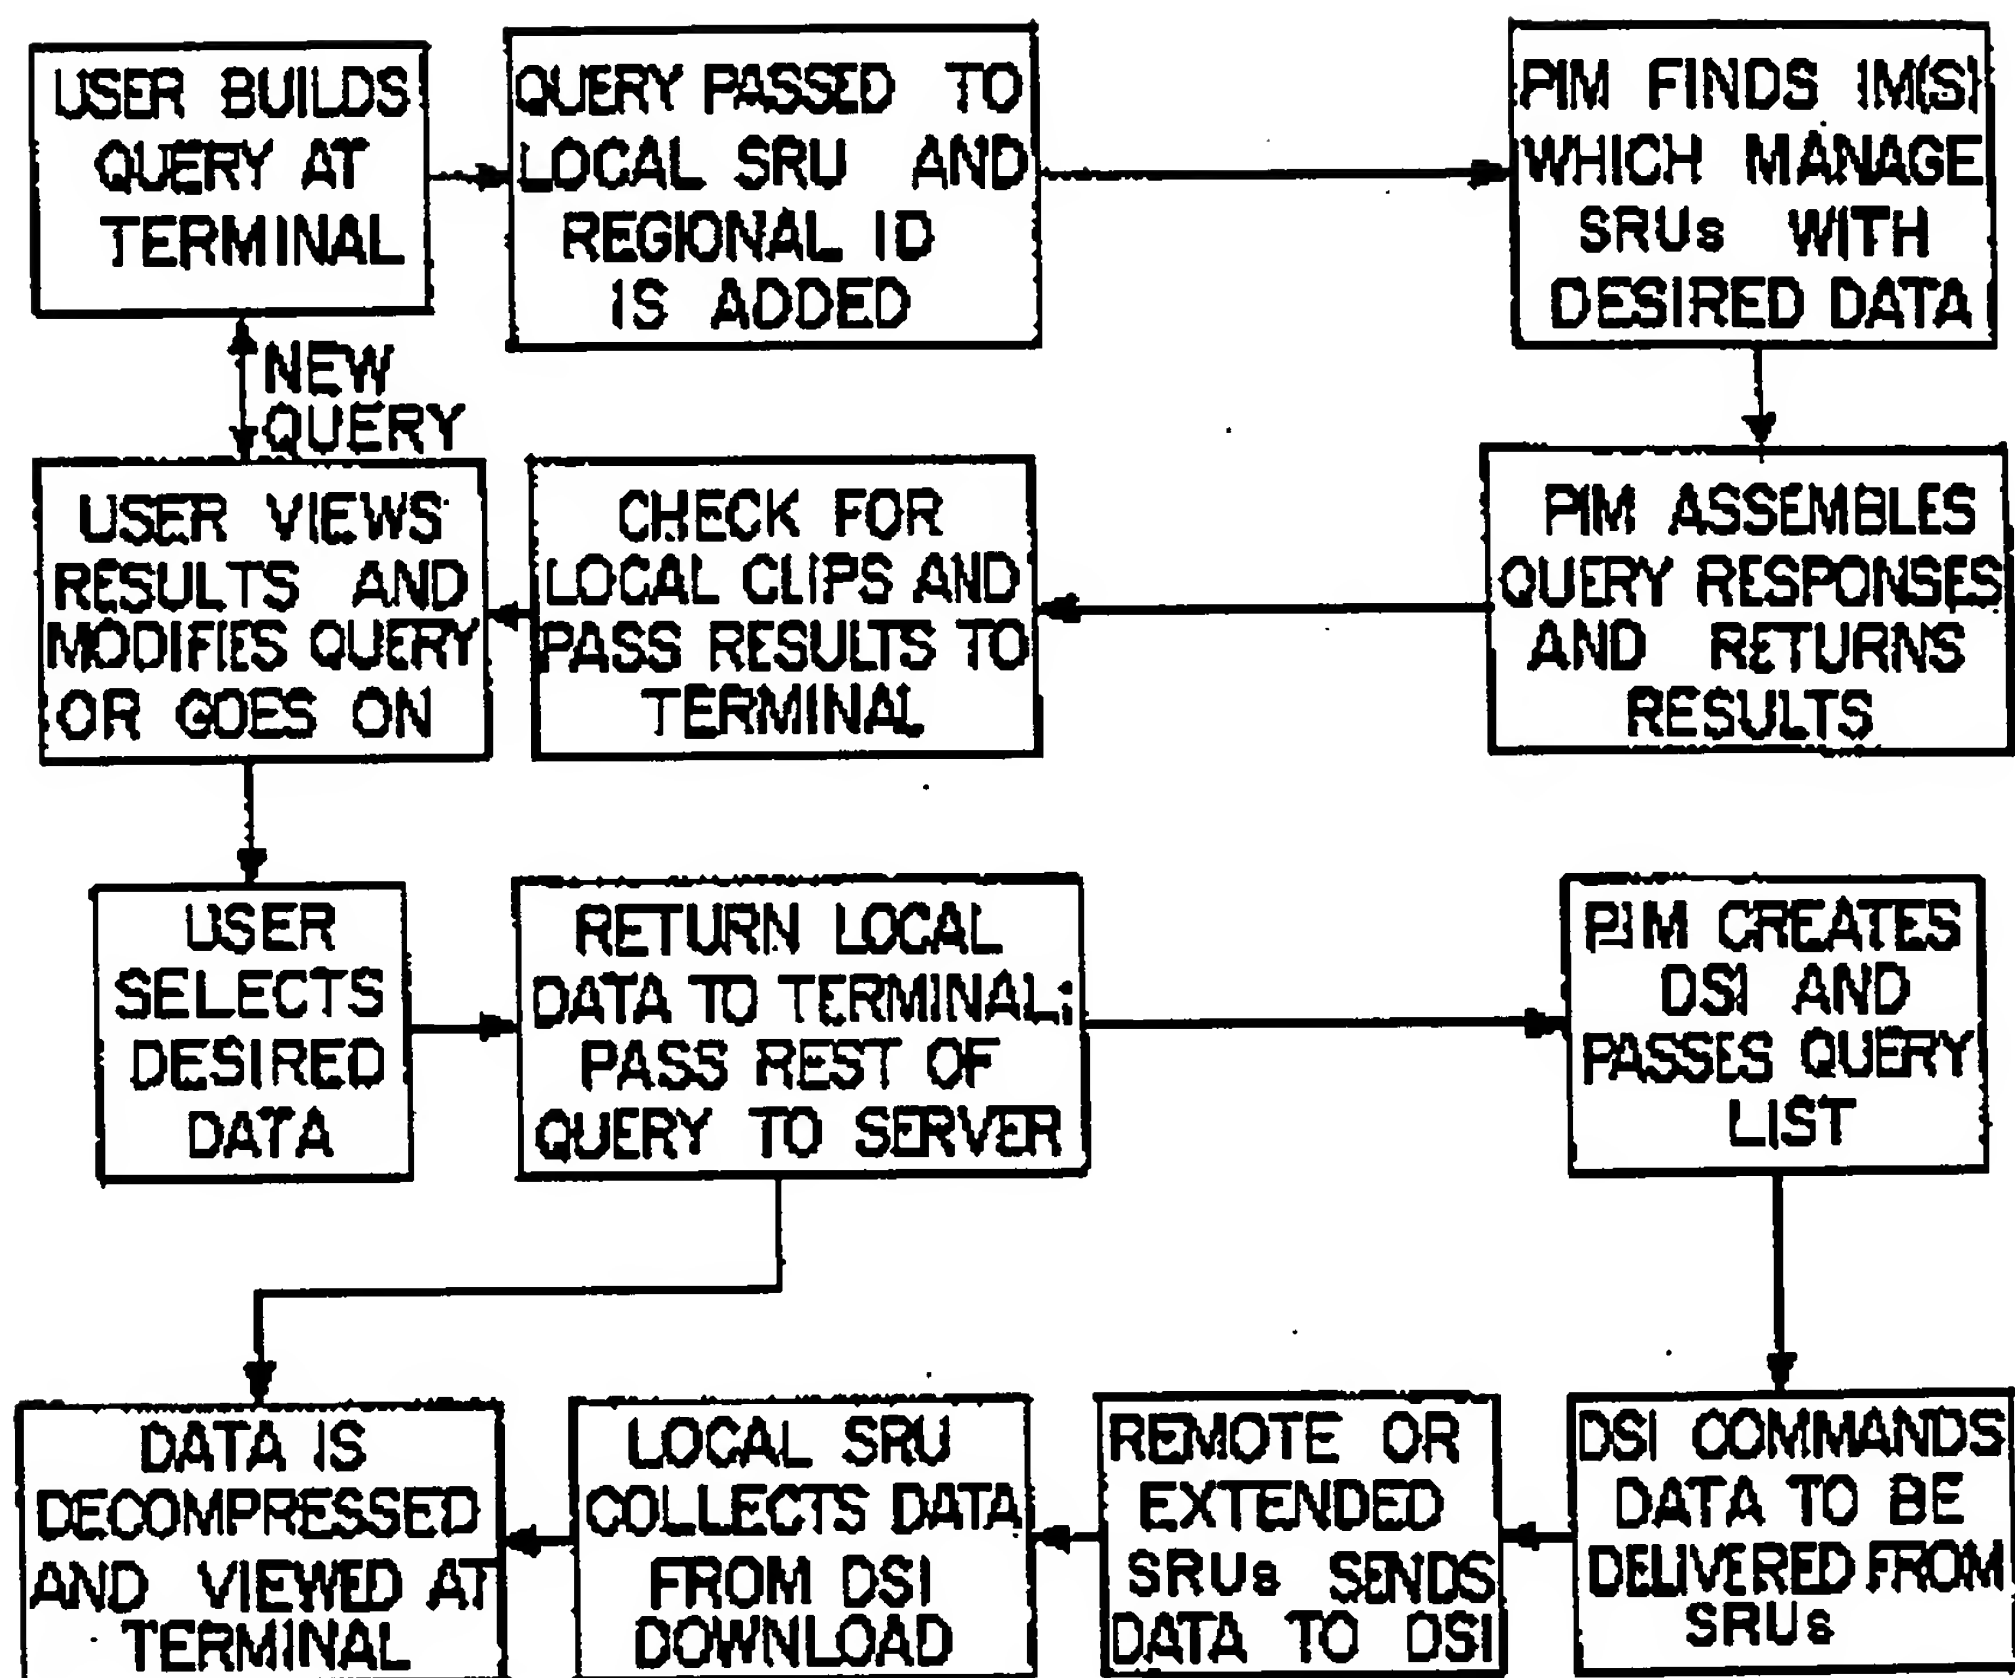 USER BUILDS
QUERY AT
TERMINAL
QUERY PASSED TO
LOCAL SRU AND
REGIONAL ID
IS ADDED
PIM FINDS IM(S)
WHICH MANAGE
SRUs WITH
DESIRED DATA
NEW
QUERY
USER VIEWS
RESULTS AND
MODIFIES QUERY
OR GOES ON
CHECK FOR
LOCAL CLIPS AND
PASS RESULTS TO
TERMINAL
PIM ASSEMBLES
QUERY RESPONSES
AND RETURNS
RESULTS
USER
SELECTS
DESIRED
DATA
RETURN LOCAL
DATA TO TERMINAL;
PASS REST OF
QUERY TO SERVER
PIM CREATES
DSI AND
PASSES QUERY
LIST
DATA IS
DECOMPRESSED
AND VIEWED AT
TERMINAL
LOCAL SRU
COLLECTS DATA
FROM DSI
DOWNLOAD
REMOTE OR
EXTENDED
SRUs SENDS
DATA TO DSI
DSI COMMANDS
DATA TO BE
DELIVERED FROM
SRUs